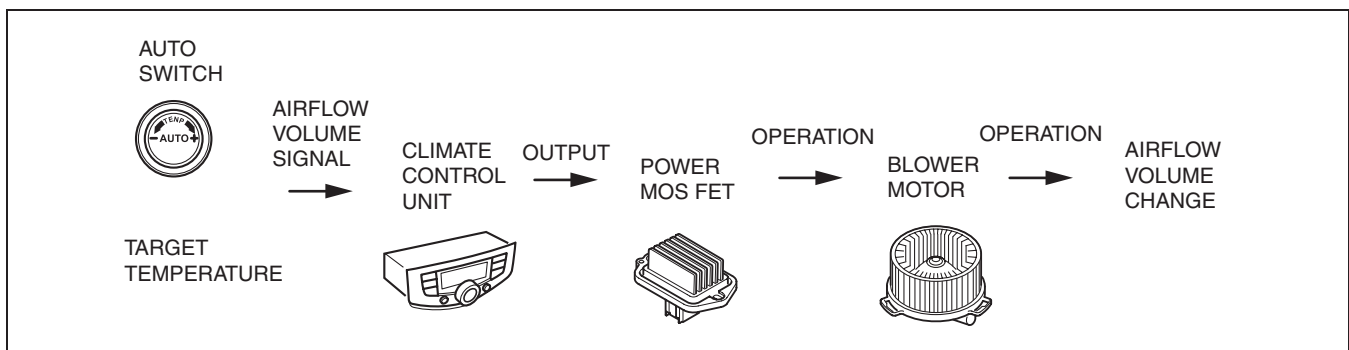 AUTO
SWITCH
TEMP
- AUTO +
AIRFLOW
VOLUME
SIGNAL
TARGET
TEMPERATURE
CLIMATE
CONTROL
UNIT
OUTPUT
POWER
MOS FET
OPERATION
BLOWER
MOTOR
OPERATION
AIRFLOW
VOLUME
CHANGE